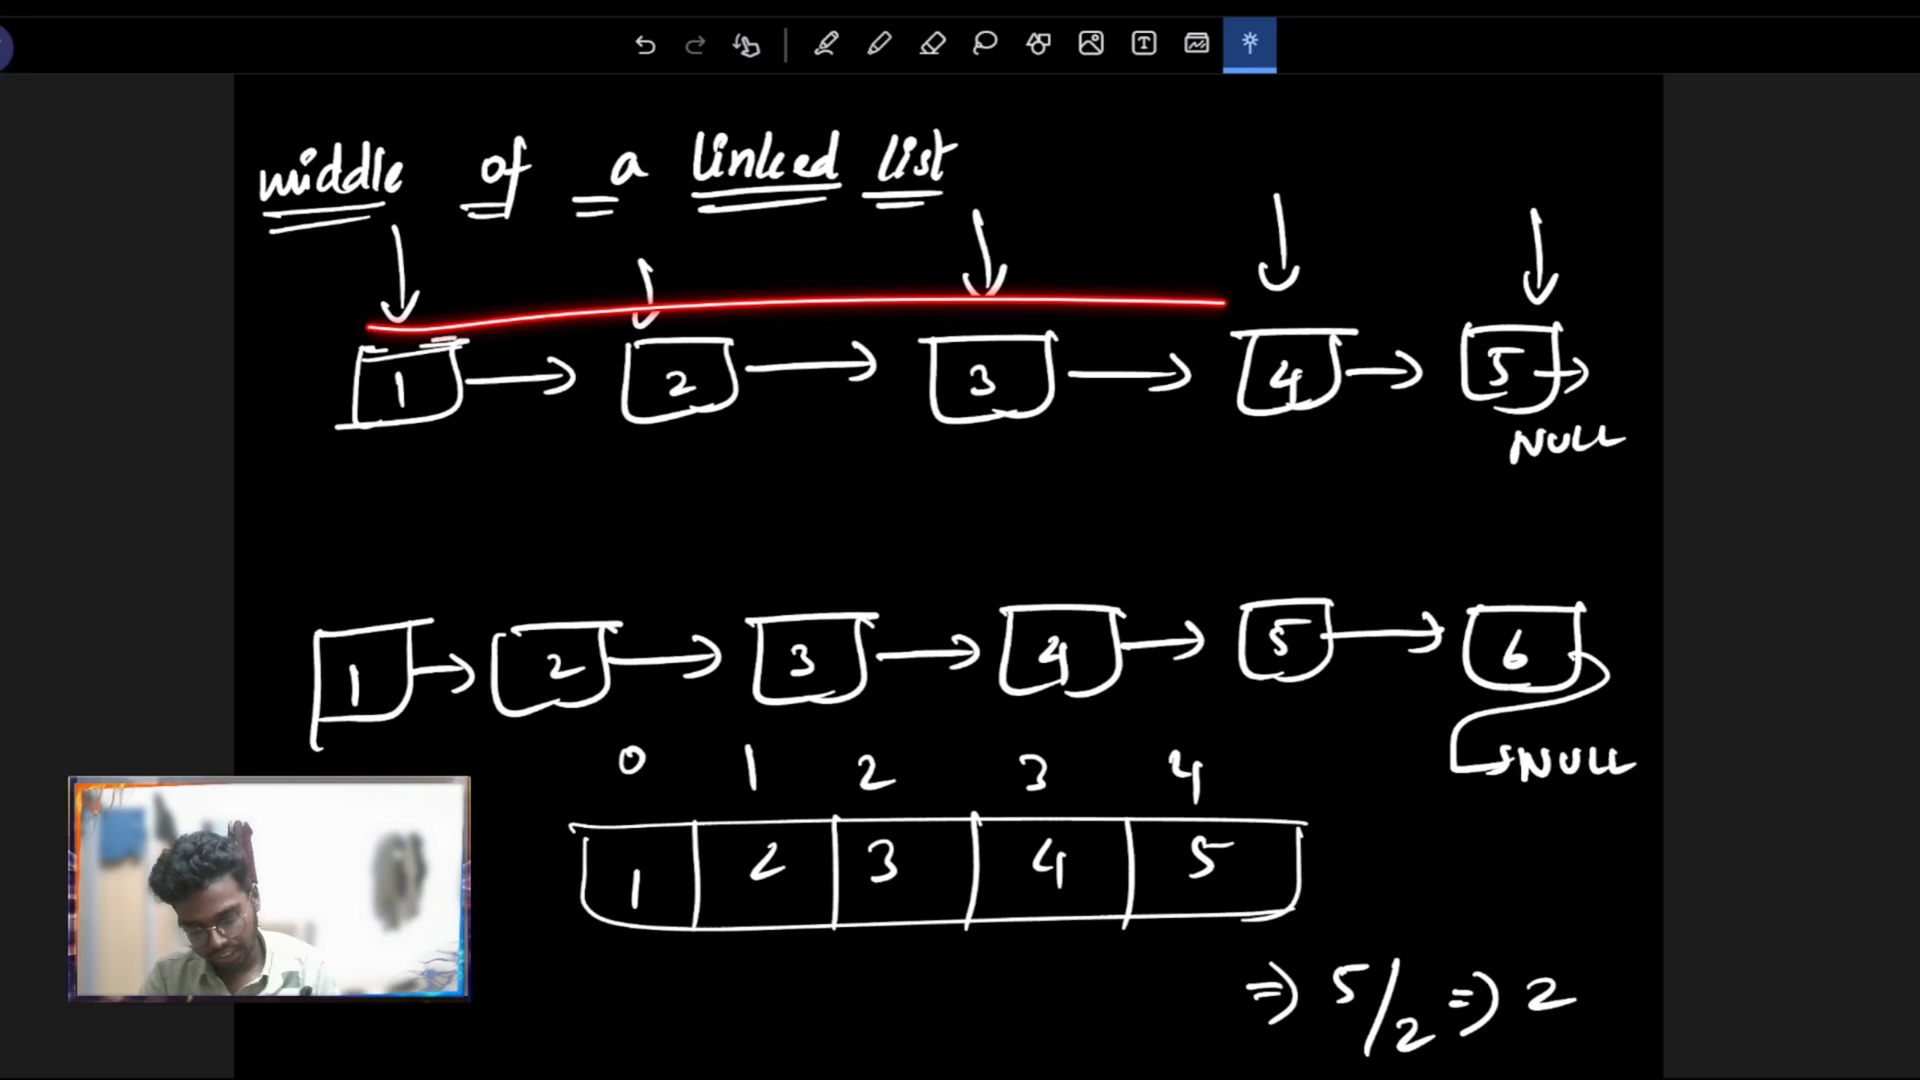 middle of a linked list
1 → 2 → 3 → 4 → 5 →
NULL
1 → 2 → 3 → 4 → 5 → 6
NULL
0 1 2 3 4
1 2 3 4 5
⇒ 5/2 ⇒ 2